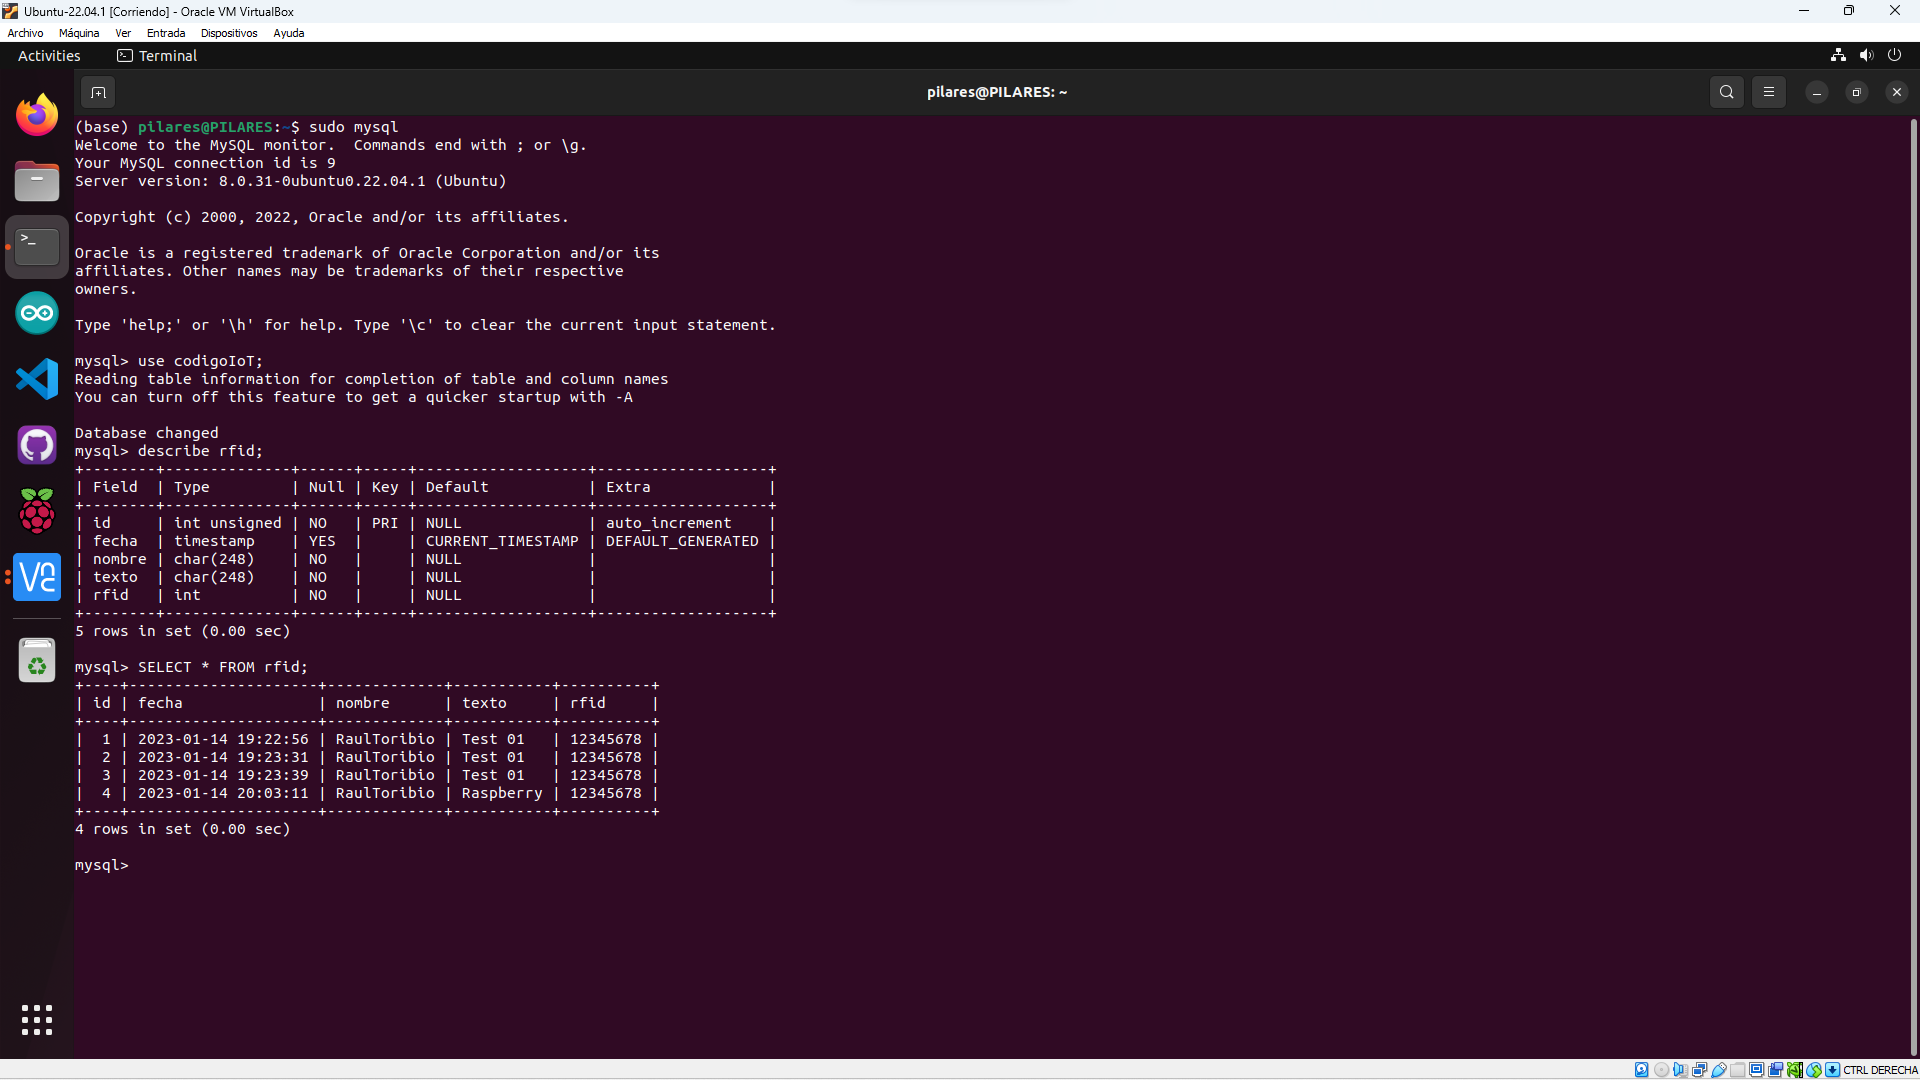 Ubuntu-22.04.1 [Corriendo] - Oracle VM VirtualBox
Archivo Máquina Ver Entrada Dispositivos Ayuda
Activities Terminal
pilares@PILARES: ~
(base) pilares@PILARES:~$ sudo mysql
Welcome to the MySQL monitor.  Commands end with ; or \g.
Your MySQL connection id is 9
Server version: 8.0.31-0ubuntu0.22.04.1 (Ubuntu)
Copyright (c) 2000, 2022, Oracle and/or its affiliates.
Oracle is a registered trademark of Oracle Corporation and/or its
affiliates. Other names may be trademarks of their respective
owners.
Type 'help;' or '\h' for help. Type '\c' to clear the current input statement.
mysql> use codigoIoT;
Reading table information for completion of table and column names
You can turn off this feature to get a quicker startup with -A
Database changed
mysql> describe rfid;
+--------+--------------+------+-----+-------------------+-------------------+
| Field  | Type         | Null | Key | Default           | Extra             |
+--------+--------------+------+-----+-------------------+-------------------+
| id     | int unsigned | NO   | PRI | NULL              | auto_increment    |
| fecha  | timestamp    | YES  |     | CURRENT_TIMESTAMP | DEFAULT_GENERATED |
| nombre | char(248)    | NO   |     | NULL              |                   |
| texto  | char(248)    | NO   |     | NULL              |                   |
| rfid   | int          | NO   |     | NULL              |                   |
+--------+--------------+------+-----+-------------------+-------------------+
5 rows in set (0.00 sec)
mysql> SELECT * FROM rfid;
+----+---------------------+-------------+-----------+----------+
| id | fecha               | nombre      | texto     | rfid     |
+----+---------------------+-------------+-----------+----------+
|  1 | 2023-01-14 19:22:56 | RaulToribio | Test 01   | 12345678 |
|  2 | 2023-01-14 19:23:31 | RaulToribio | Test 01   | 12345678 |
|  3 | 2023-01-14 19:23:39 | RaulToribio | Test 01   | 12345678 |
|  4 | 2023-01-14 20:03:11 | RaulToribio | Raspberry | 12345678 |
+----+---------------------+-------------+-----------+----------+
4 rows in set (0.00 sec)
mysql>
CTRL DERECHA